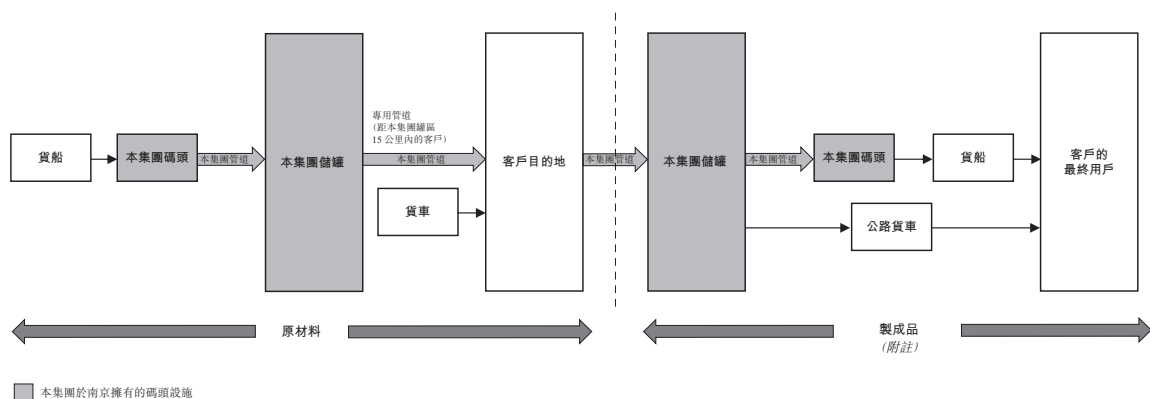 貨船
本集團碼頭
本集團管道
本集團儲罐
專用管道
(距本集團罐區
15 公里內的客戶)
本集團管道
貨車
客戶目的地
本集團管道
本集團儲罐
本集團管道
本集團碼頭
貨船
公路貨車
客戶的
最終用戶
原材料
製成品
(附註)
本集團於南京擁有的碼頭設施